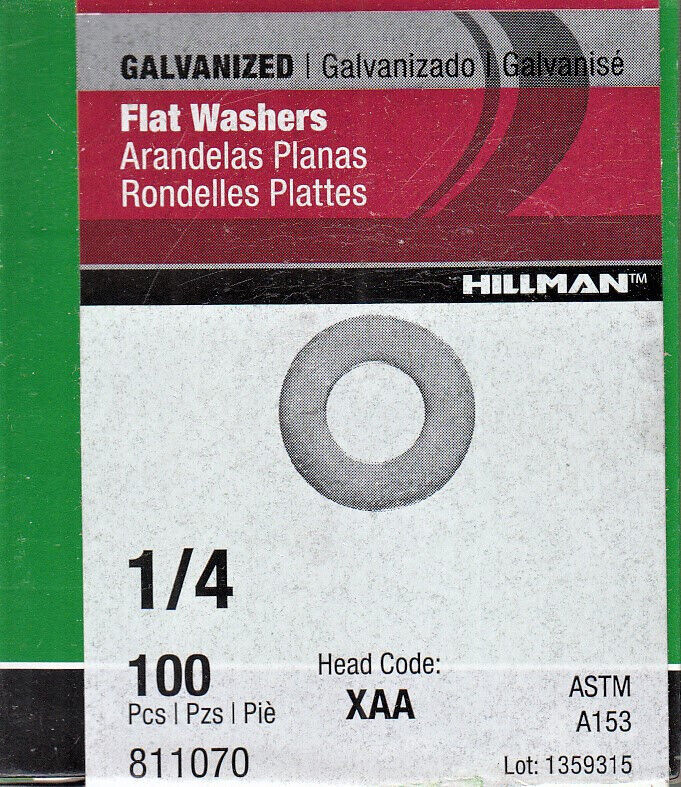 GALVANIZED | Galvanizado | Galvanisé
Flat Washers
Arandelas Planas
Rondelles Plattes
HILLMAN™
1/4
100
Pcs | Pzs | Piè
Head Code:
XAA
ASTM
A153
811070
Lot: 1359315